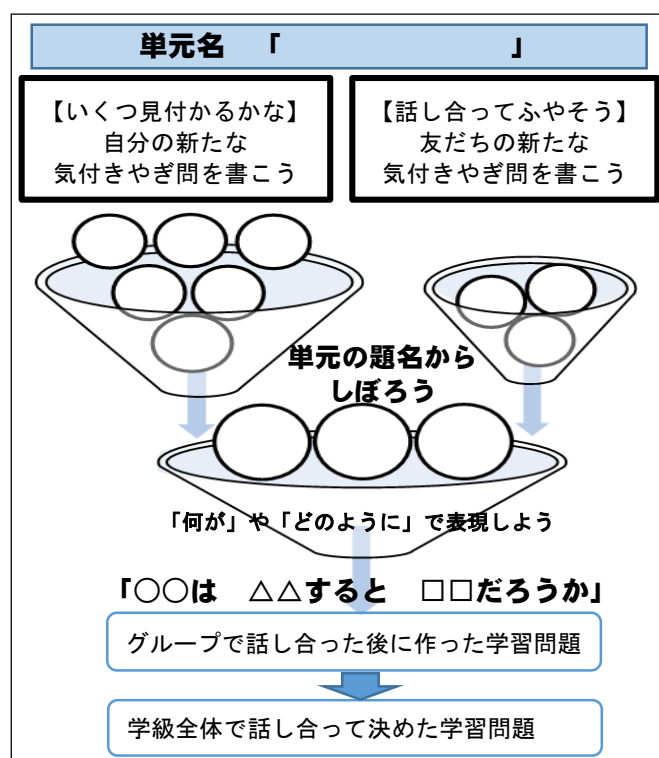 単元名　「　　　　　　　　」
【いくつ見付かるかな】
自分の新たな
気付きやぎ問を書こう
【話し合ってふやそう】
友だちの新たな
気付きやぎ問を書こう
単元の題名から
しぼろう
「何が」や「どのように」で表現しよう
「○○は　△△すると　□□だろうか」
グループで話し合った後に作った学習問題
学級全体で話し合って決めた学習問題